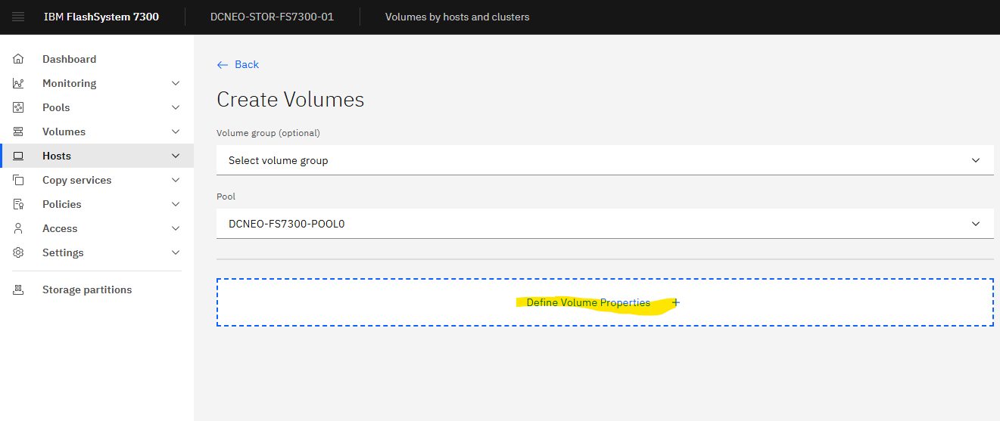 IBM FlashSystem 7300 DCNEO-STOR-FS7300-01 Volumes by hosts and clusters
Dashboard
Monitoring
Pools
Volumes
Hosts
Copy services
Policies
Access
Settings
Storage partitions
← Back
Create Volumes
Volume group (optional)
Select volume group
Pool
DCNEO-FS7300-POOL0
Define Volume Properties +